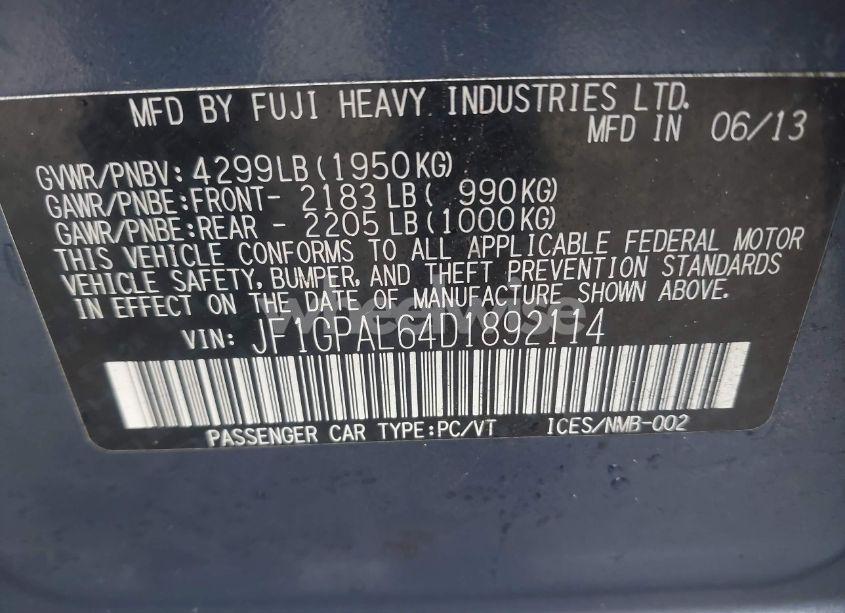 MFD BY FUJI HEAVY INDUSTRIES LTD.
MFD IN 06/13
GVWR/PNBV: 4299LB (1950KG)
GAWR/PNBE: FRONT- 2183 LB ( 990KG)
GAWR/PNBE: REAR - 2205 LB (1000KG)
THIS VEHICLE CONFORMS TO ALL APPLICABLE FEDERAL MOTOR
VEHICLE SAFETY, BUMPER, AND THEFT PREVENTION STANDARDS
IN EFFECT ON THE DATE OF MANUFACTURE SHOWN ABOVE.
wheelwise
VIN: JF1GPAL64D1892114
PASSENGER CAR TYPE:PC/VT ICES/NMB-002